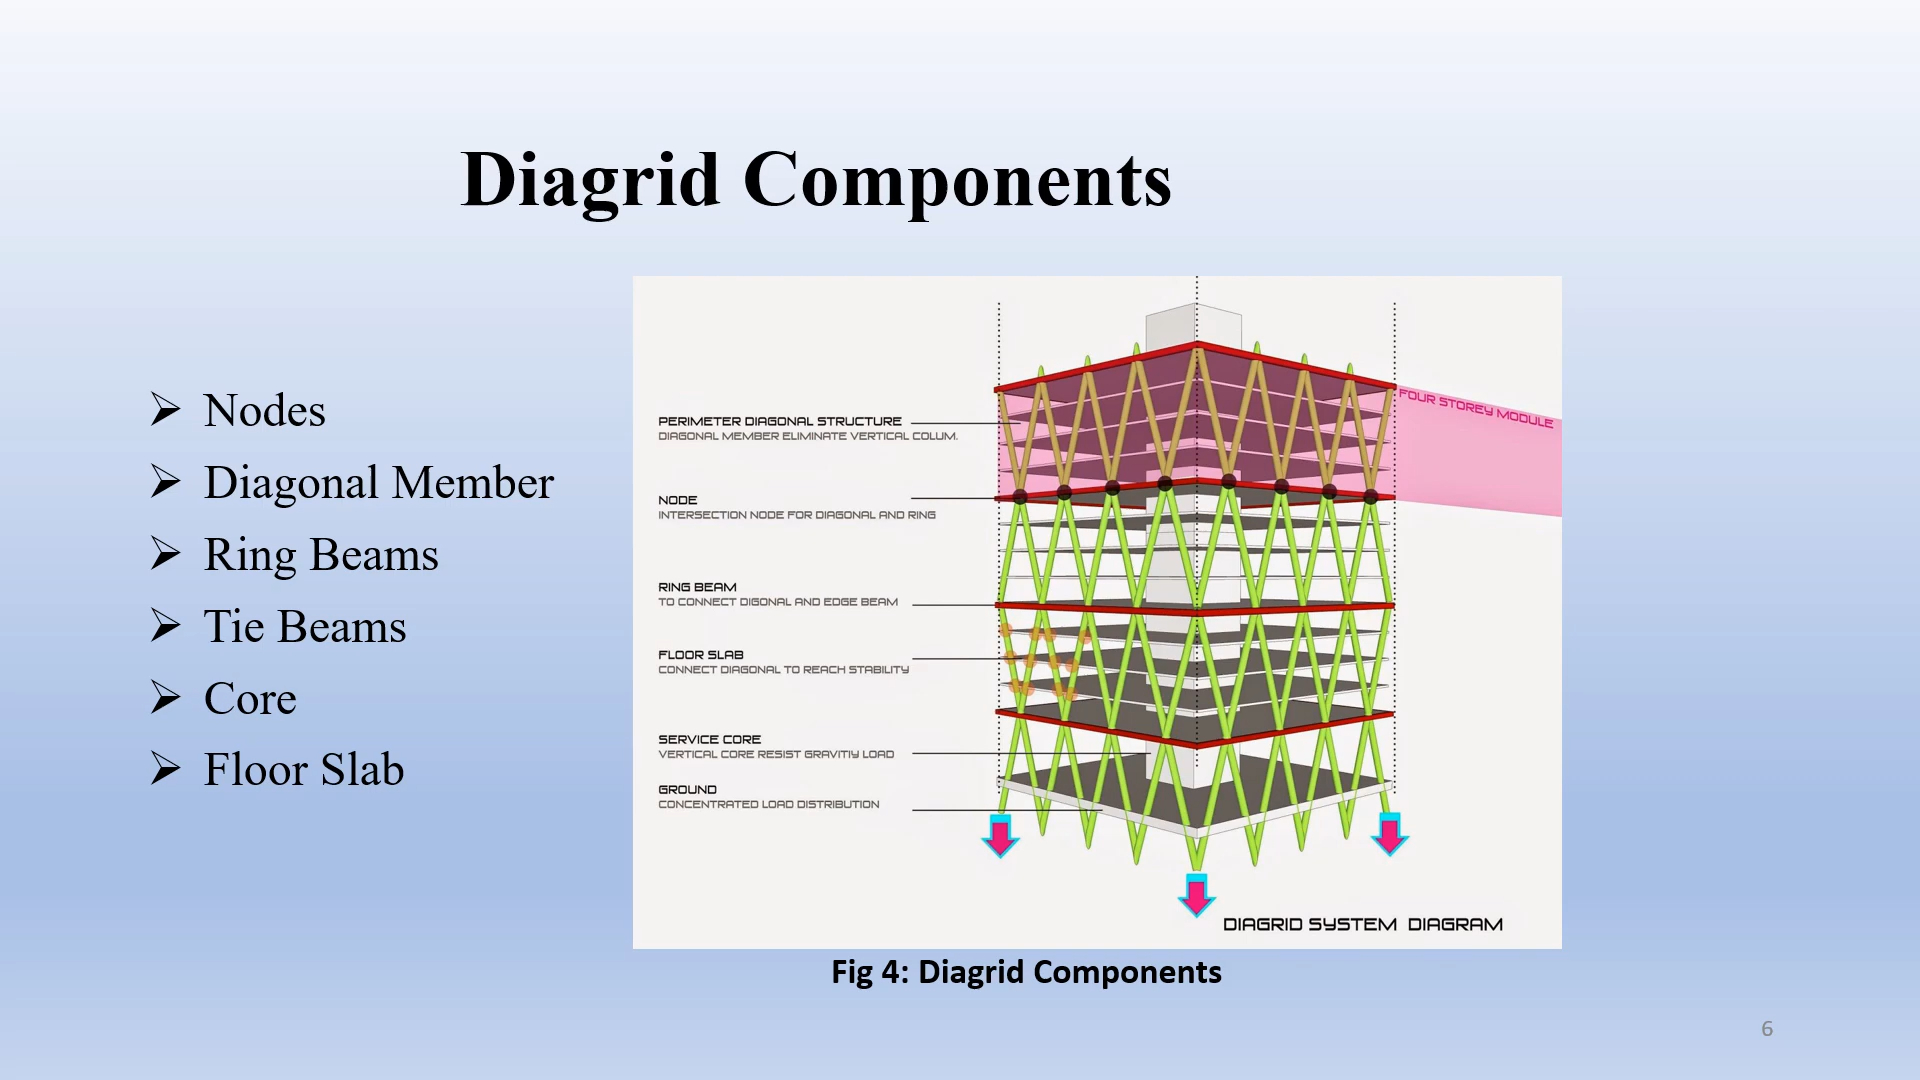 Diagrid Components
Nodes
Diagonal Member
Ring Beams
Tie Beams
Core
Floor Slab
PERIMETER DIAGONAL STRUCTURE
DIAGONAL MEMBER ELIMINATE VERTICAL COLUM.
NODE
INTERSECTION NODE FOR DIAGONAL AND RING
RING BEAM
TO CONNECT DIGONAL AND EDGE BEAM
FLOOR SLAB
CONNECT DIAGONAL TO REACH STABILITY
SERVICE CORE
VERTICAL CORE RESIST GRAVITIY LOAD
GROUND
CONCENTRATED LOAD DISTRIBUTION
FOUR STOREY MODULE
DIAGRID SYSTEM DIAGRAM
Fig 4: Diagrid Components
6